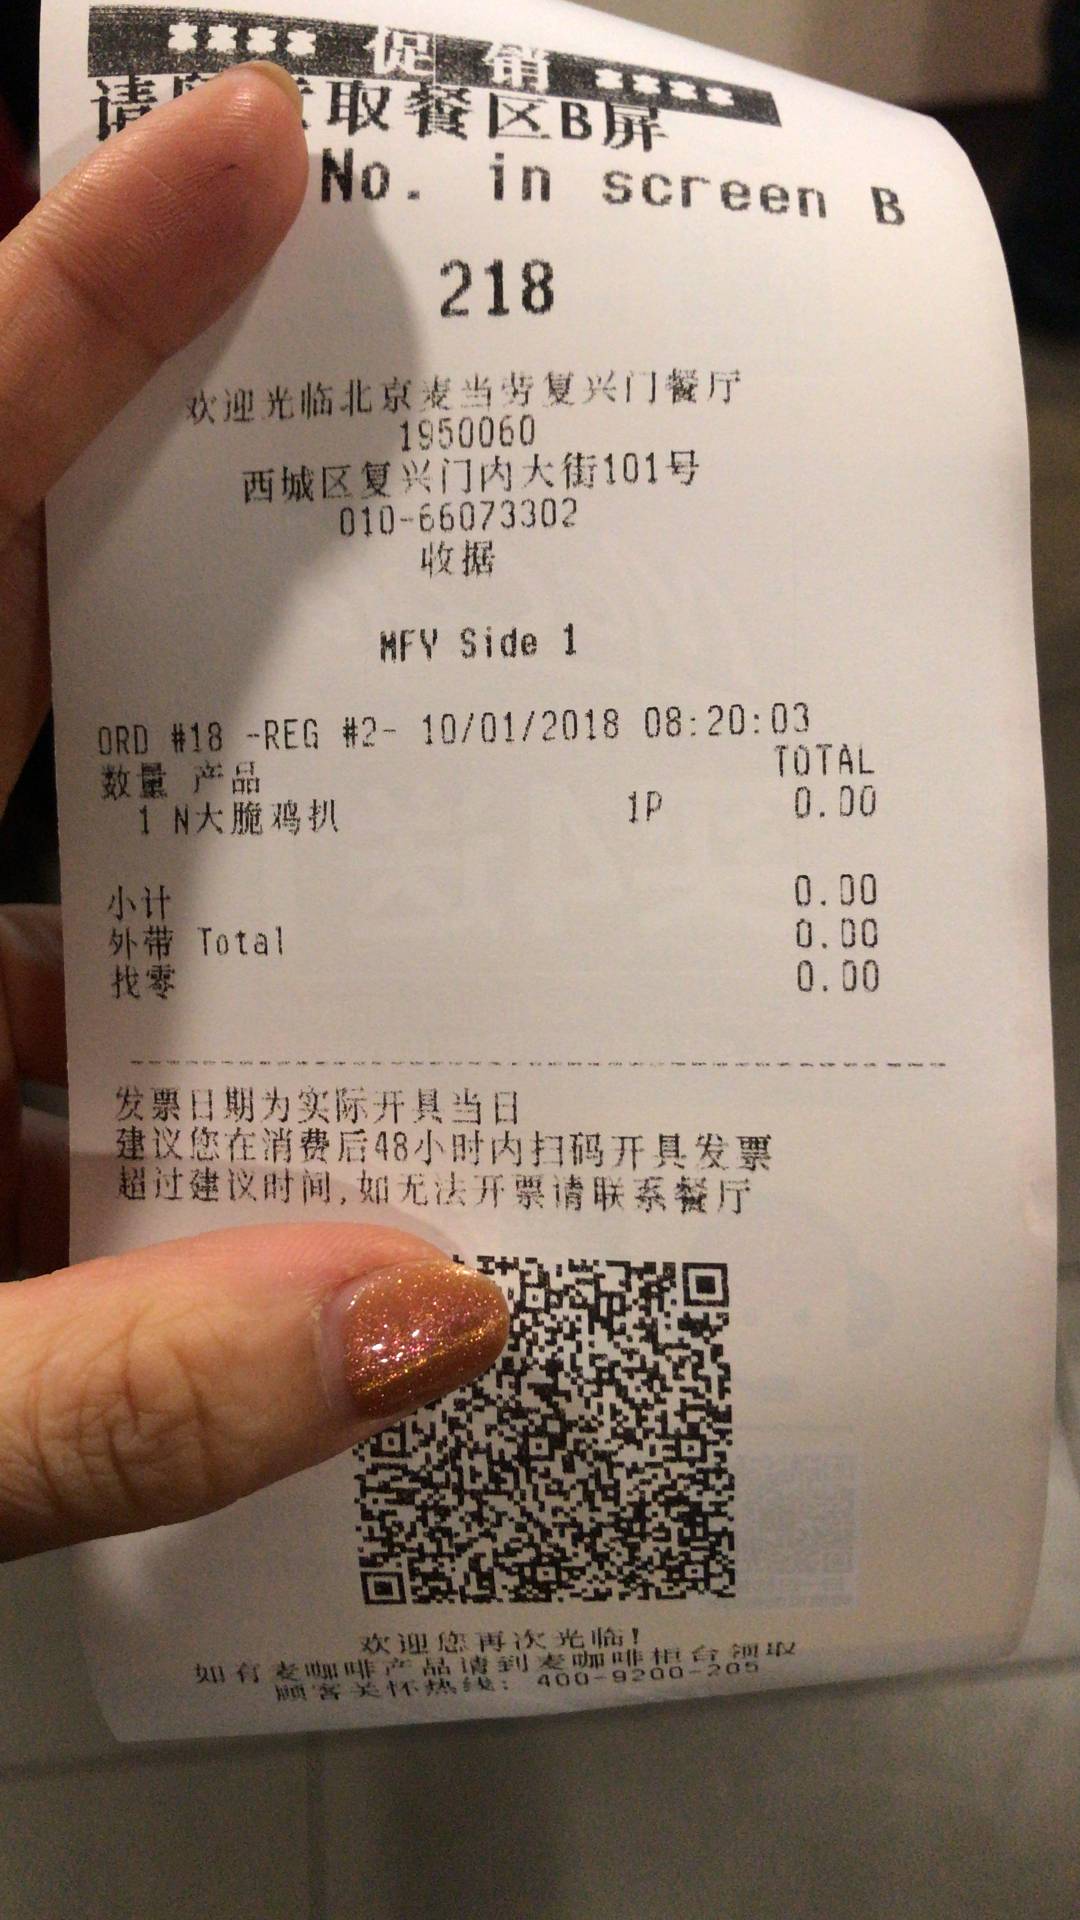 **** 促 销 ****
请 取餐区B屏
No. in screen B
218
欢迎光临北京麦当劳复兴门餐厅
1950060
西城区复兴门内大街101号
010-66073302
收据
MFY Side 1
ORD #18 -REG #2- 10/01/2018 08:20:03
TOTAL
数量 产品
1 N大脆鸡扒 1P 0.00
小计 0.00
外带 Total 0.00
找零 0.00
发票日期为实际开具当日
建议您在消费后48小时内扫码开具发票
超过建议时间,如无法开票请联系餐厅
欢迎您再次光临!
如有麦咖啡产品请到麦咖啡柜台领取
顾客关怀热线: 400-9200-205